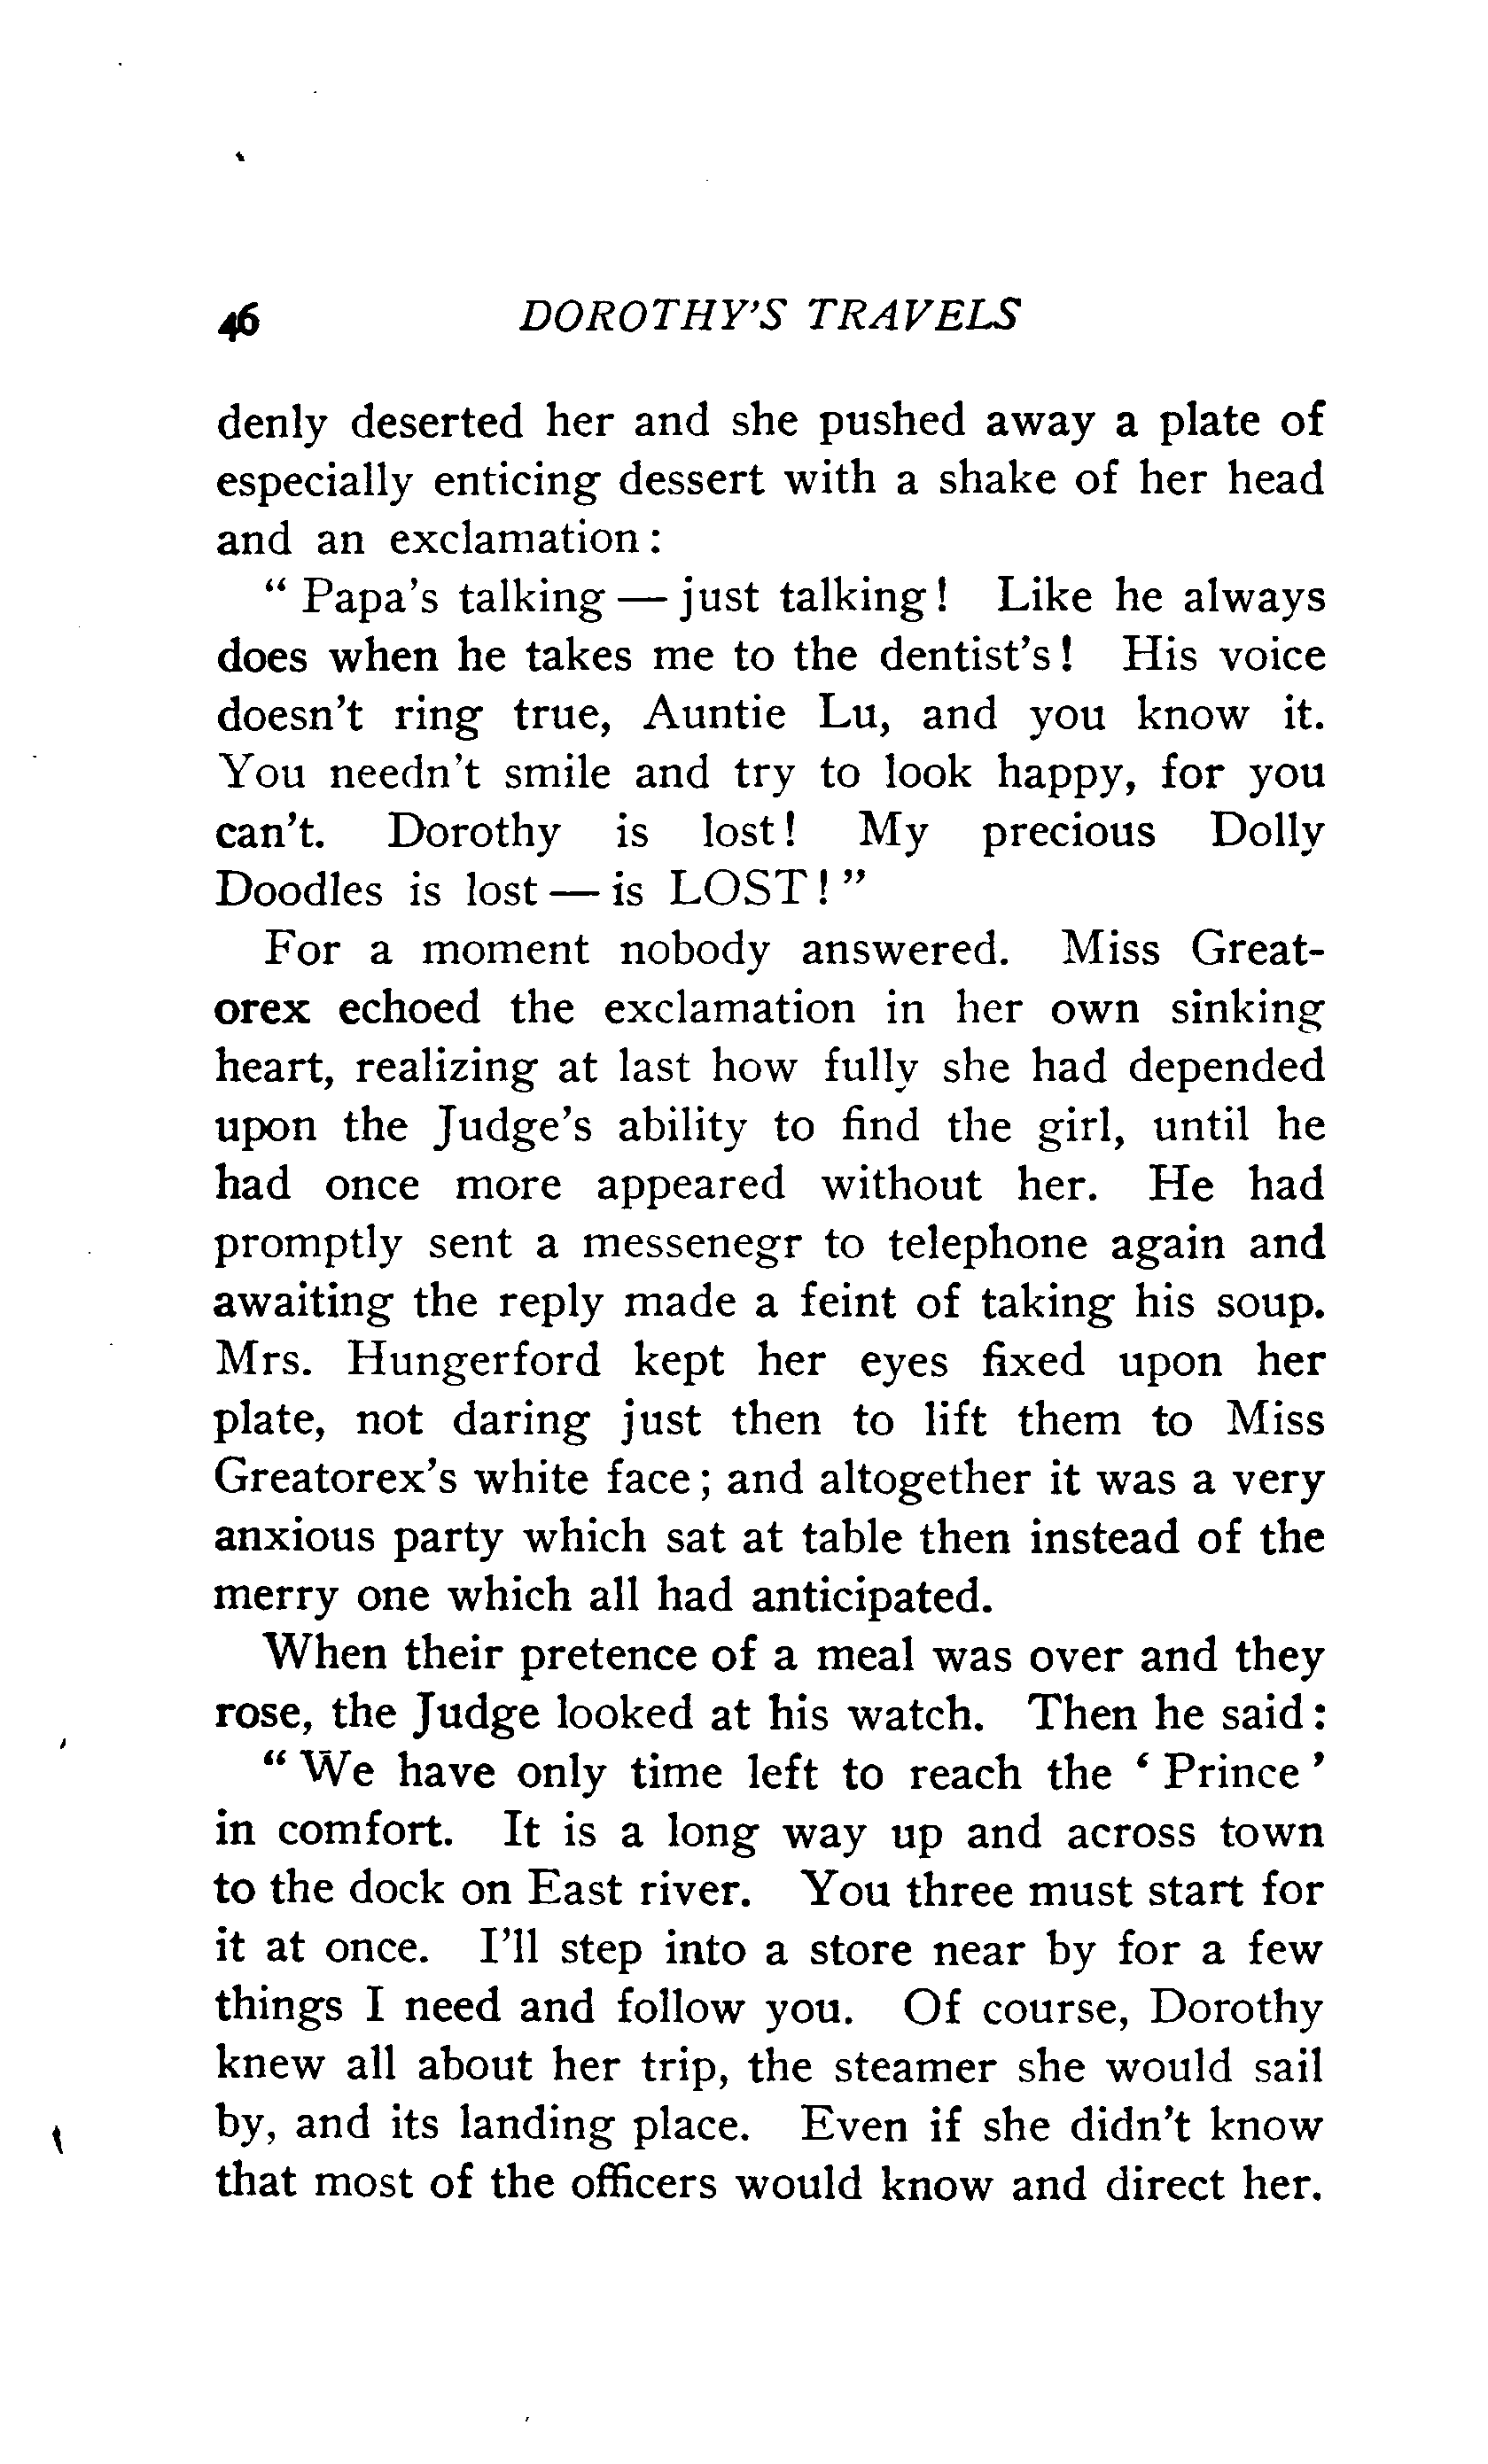 46 DOROTHY'S TRAVELS
denly deserted her and she pushed away a plate of
especially enticing dessert with a shake of her head
and an exclamation:
“ Papa's talking — just talking! Like he always
does when he takes me to the dentist's! His voice
doesn't ring true, Auntie Lu, and you know it.
You needn't smile and try to look happy, for you
can't. Dorothy is lost! My precious Dolly
Doodles is lost — is LOST! ”
For a moment nobody answered. Miss Great-
orex echoed the exclamation in her own sinking
heart, realizing at last how fully she had depended
upon the Judge's ability to find the girl, until he
had once more appeared without her. He had
promptly sent a messenegr to telephone again and
awaiting the reply made a feint of taking his soup.
Mrs. Hungerford kept her eyes fixed upon her
plate, not daring just then to lift them to Miss
Greatorex's white face; and altogether it was a very
anxious party which sat at table then instead of the
merry one which all had anticipated.
When their pretence of a meal was over and they
rose, the Judge looked at his watch. Then he said:
“ We have only time left to reach the ‘ Prince ’
in comfort. It is a long way up and across town
to the dock on East river. You three must start for
it at once. I'll step into a store near by for a few
things I need and follow you. Of course, Dorothy
knew all about her trip, the steamer she would sail
by, and its landing place. Even if she didn't know
that most of the officers would know and direct her.